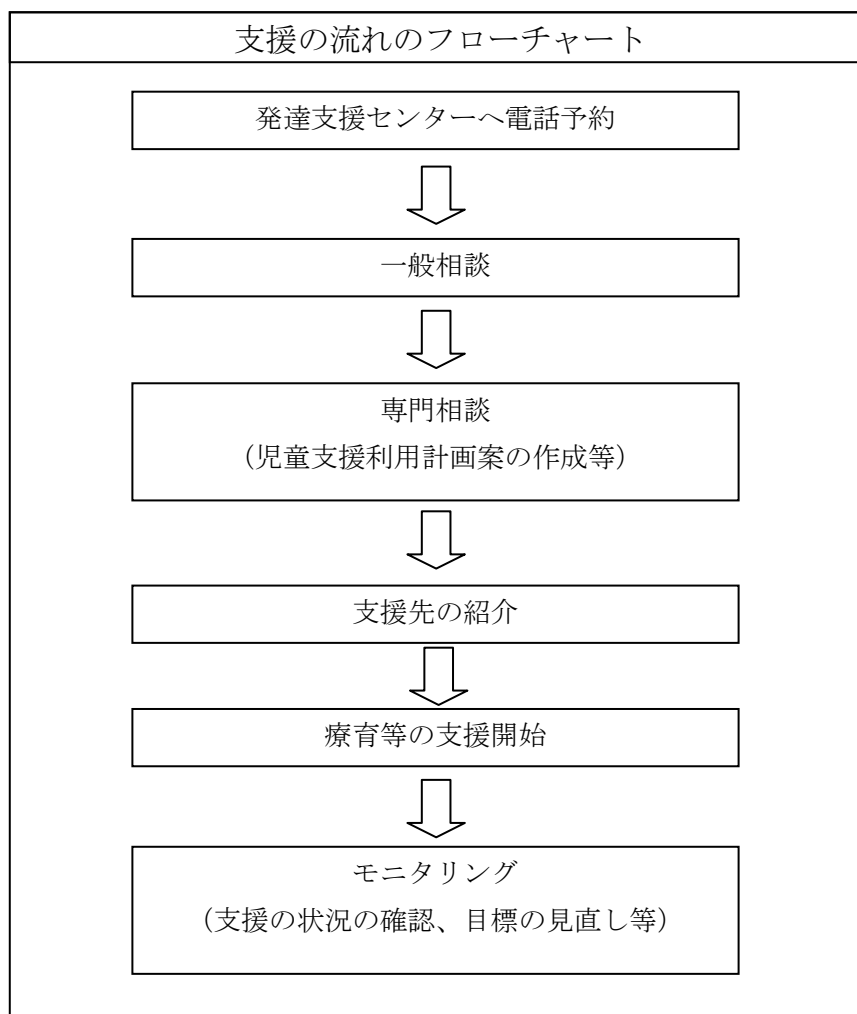 支援の流れのフローチャート
発達支援センターへ電話予約
一般相談
専門相談
（児童支援利用計画案の作成等）
支援先の紹介
療育等の支援開始
モニタリング
（支援の状況の確認、目標の見直し等）